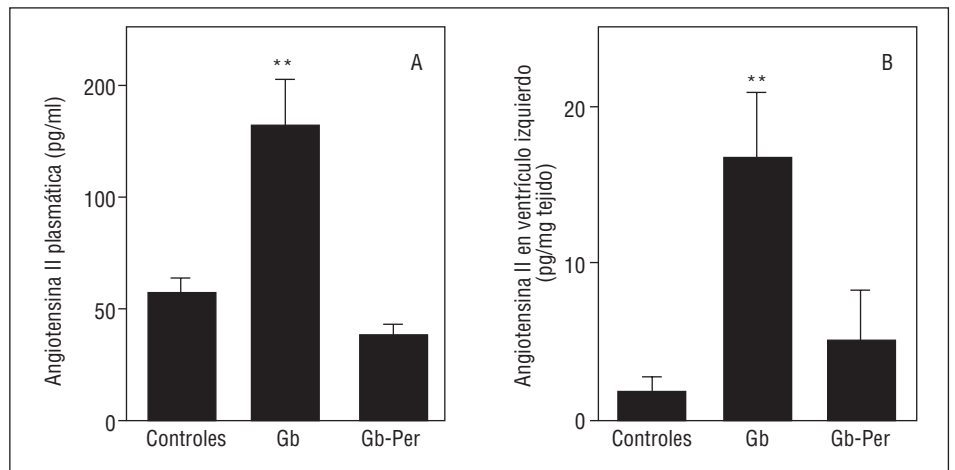 A
Angiotensina II plasmática (pg/ml)
200
100
50
0
**
Controles
Gb
Gb-Per
B
Angiotensina II en ventrículo izquierdo
(pg/mg tejido)
20
10
0
**
Controles
Gb
Gb-Per